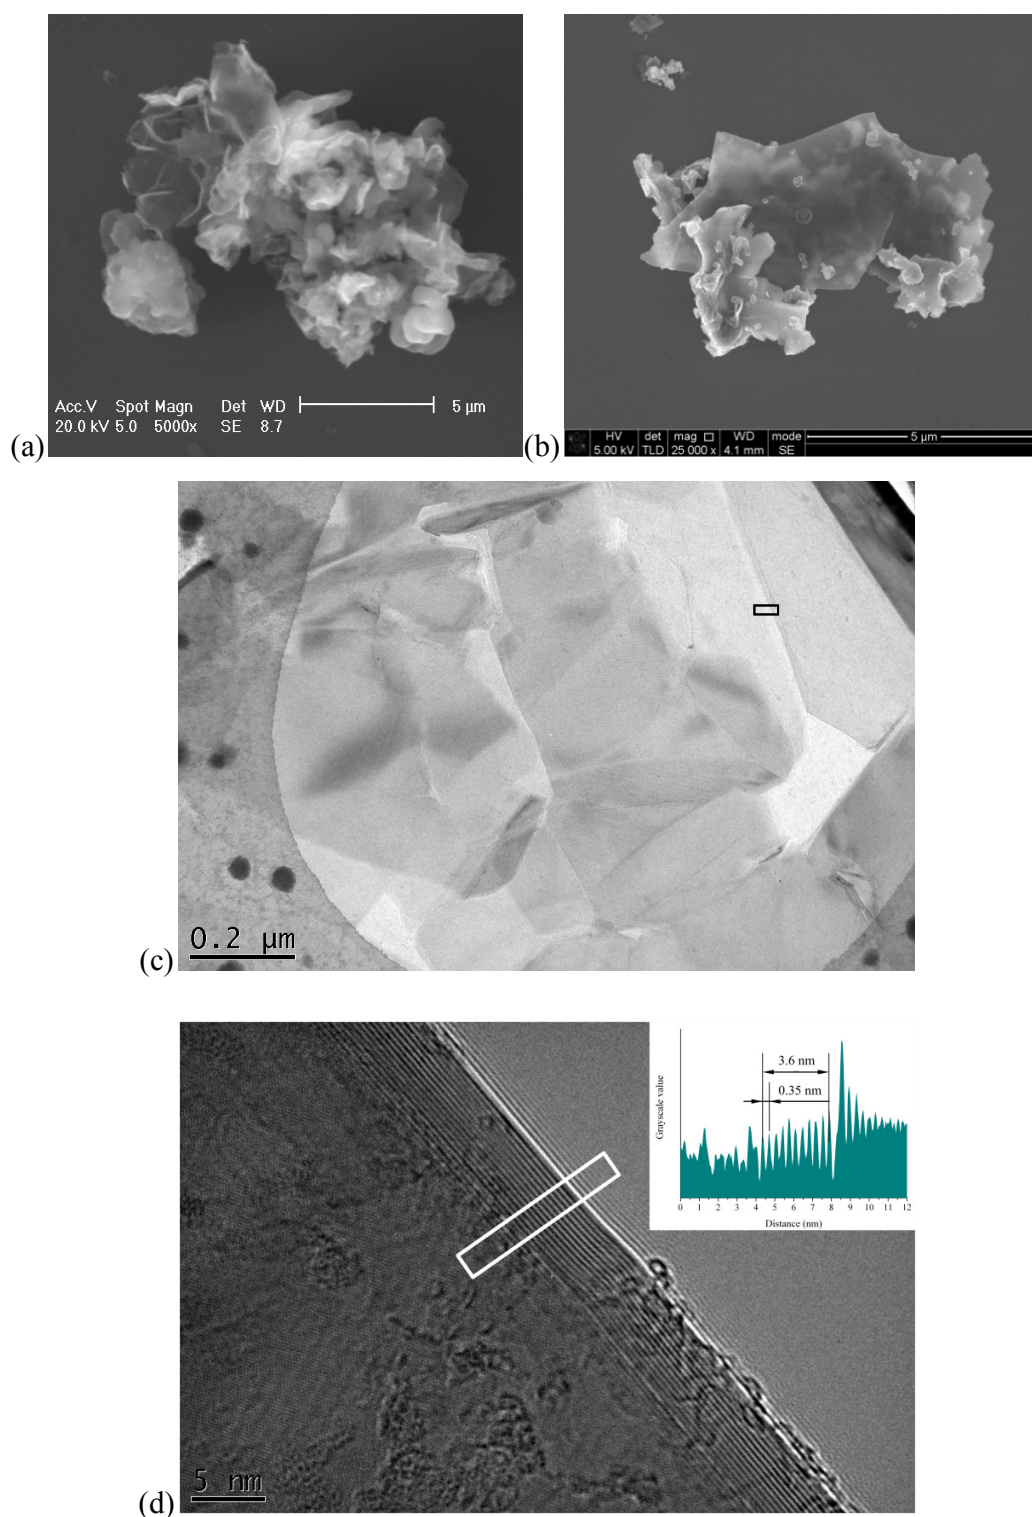 Acc.V Spot Magn Det WD 5 µm
20.0 kV 5.0 5000x SE 8.7
(a)
HV det mag WD mode 5 µm
5.00 kV TLD 25 000 x 4.1 mm SE
(b)
0.2 µm
(c)
3.6 nm
0.35 nm
Grayscale value
0 1 2 3 4 5 6 7 8 9 10 11 12
Distance (nm)
5 nm
(d)